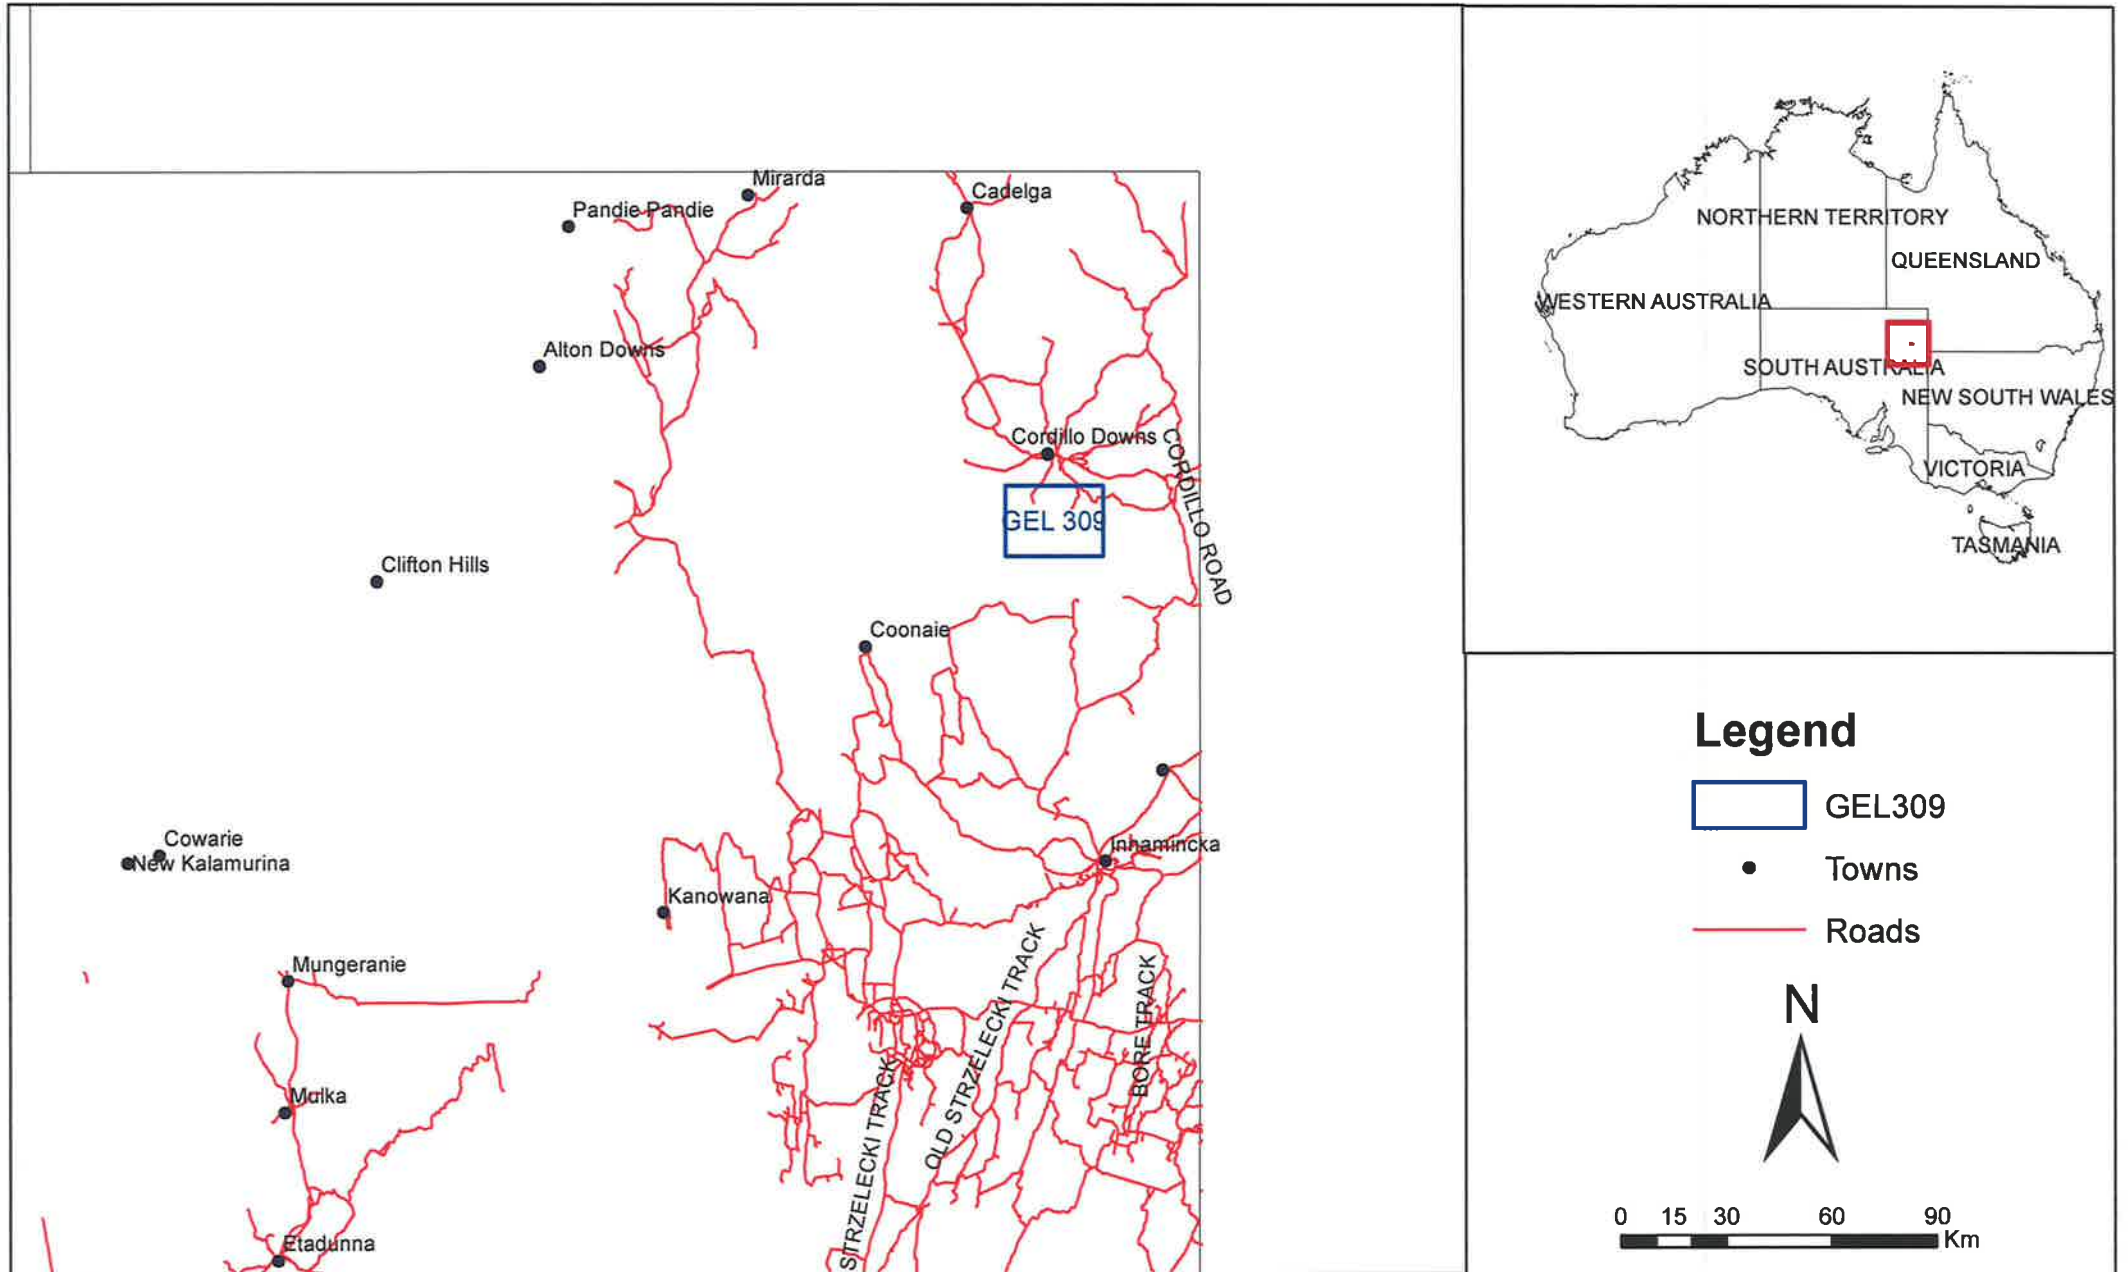 Mirarda
Cadelga
Pandie Pandie
Alton Downs
Cordillo Downs
CORDILLO ROAD
GEL 309
Clifton Hills
Coonaie
Cowarie
New Kalamurina
Inhamincka
Kanowana
Mungeranie
Mulka
Etadunna
STRZELECKI TRACK
OLD STRZELECKI TRACK
BORE TRACK
NORTHERN TERRITORY
QUEENSLAND
WESTERN AUSTRALIA
SOUTH AUSTRALIA
NEW SOUTH WALES
VICTORIA
TASMANIA
Legend
GEL309
Towns
Roads
N
0 15 30 60 90
Km